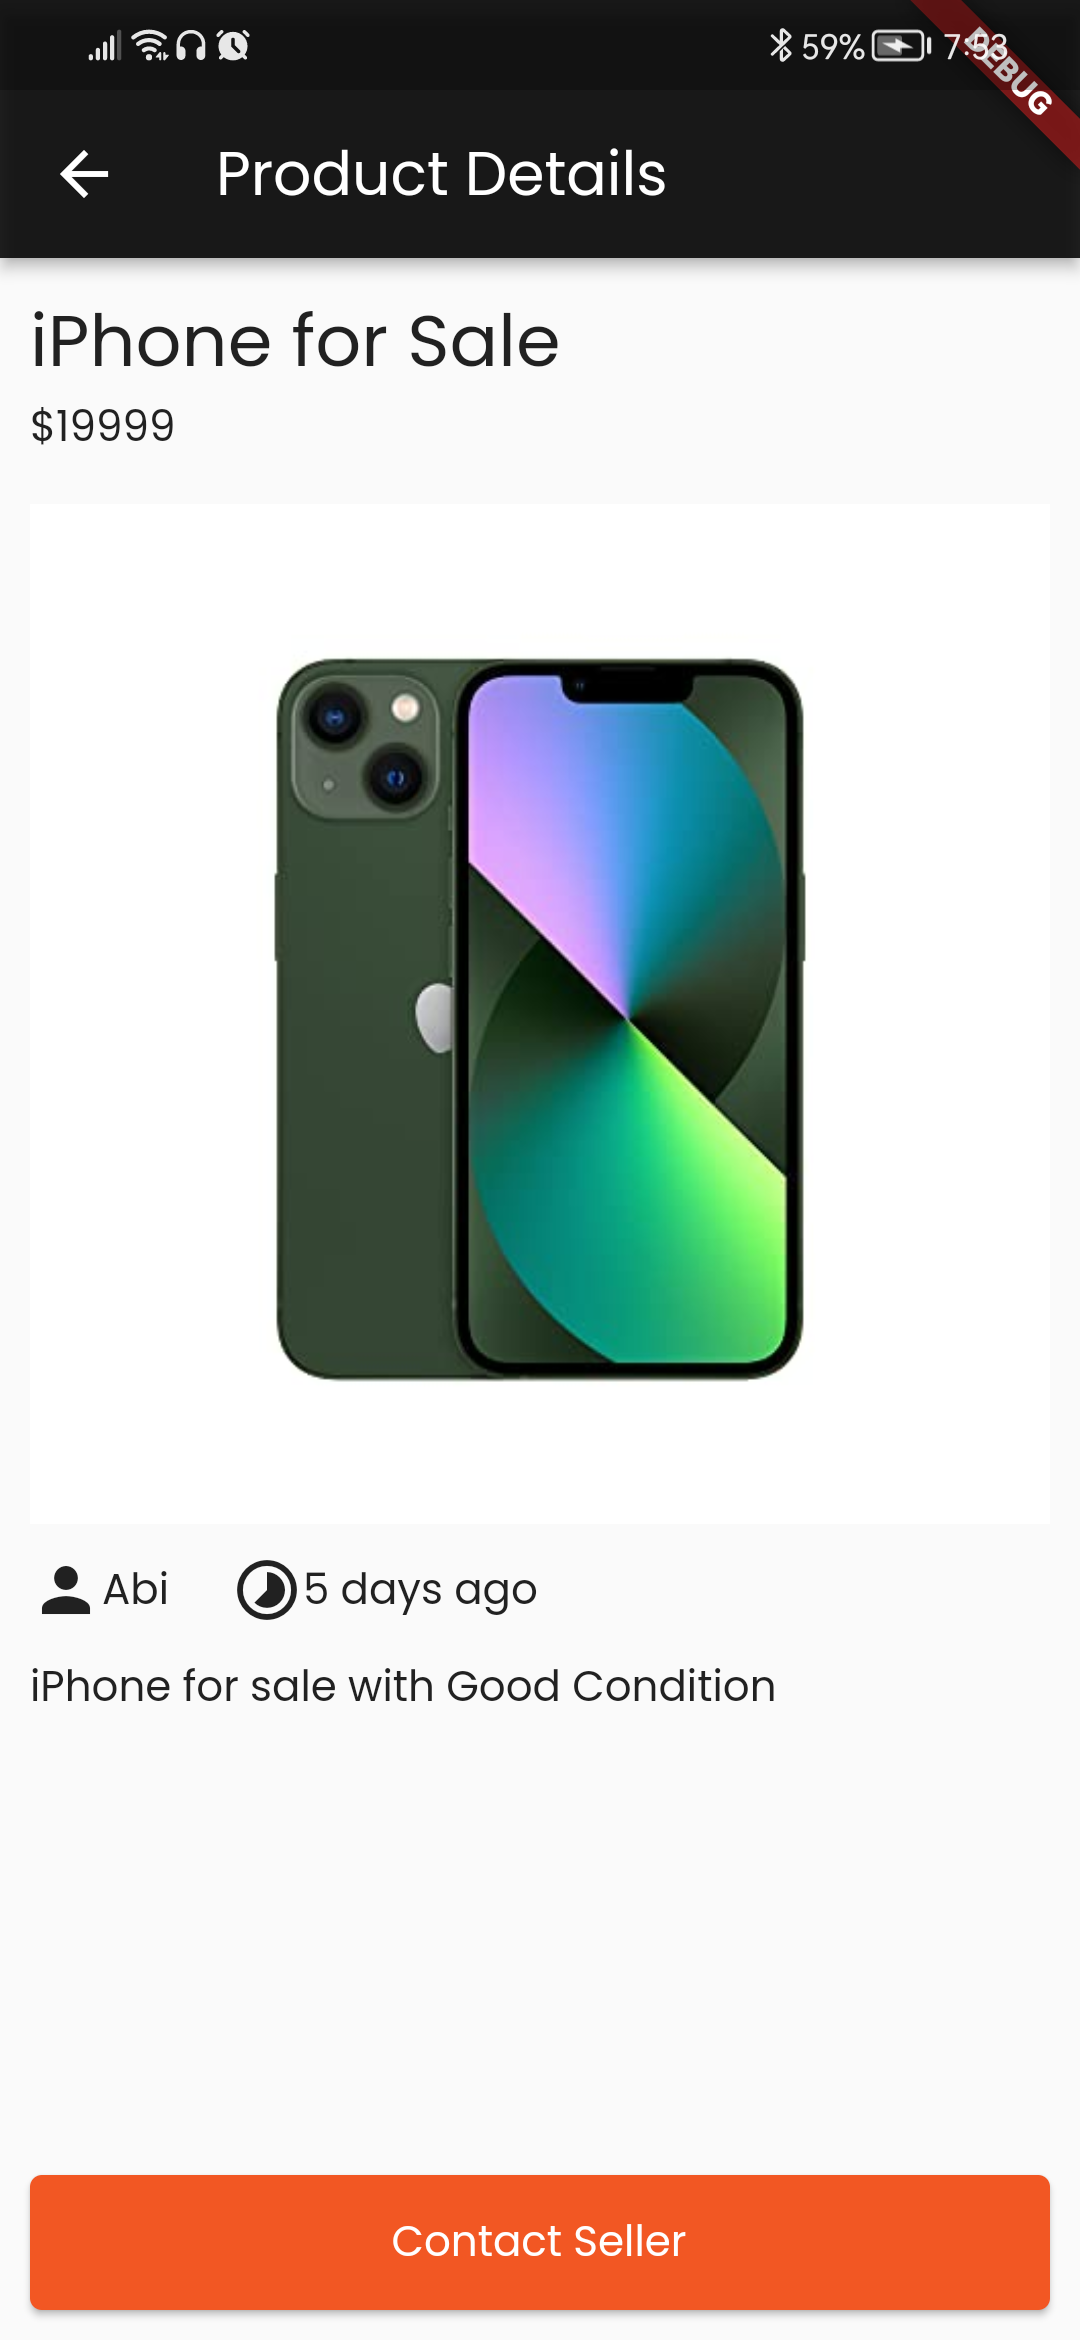 59% 7:53
DEBUG
Product Details
iPhone for Sale
$19999
Abi 5 days ago
iPhone for sale with Good Condition
Contact Seller